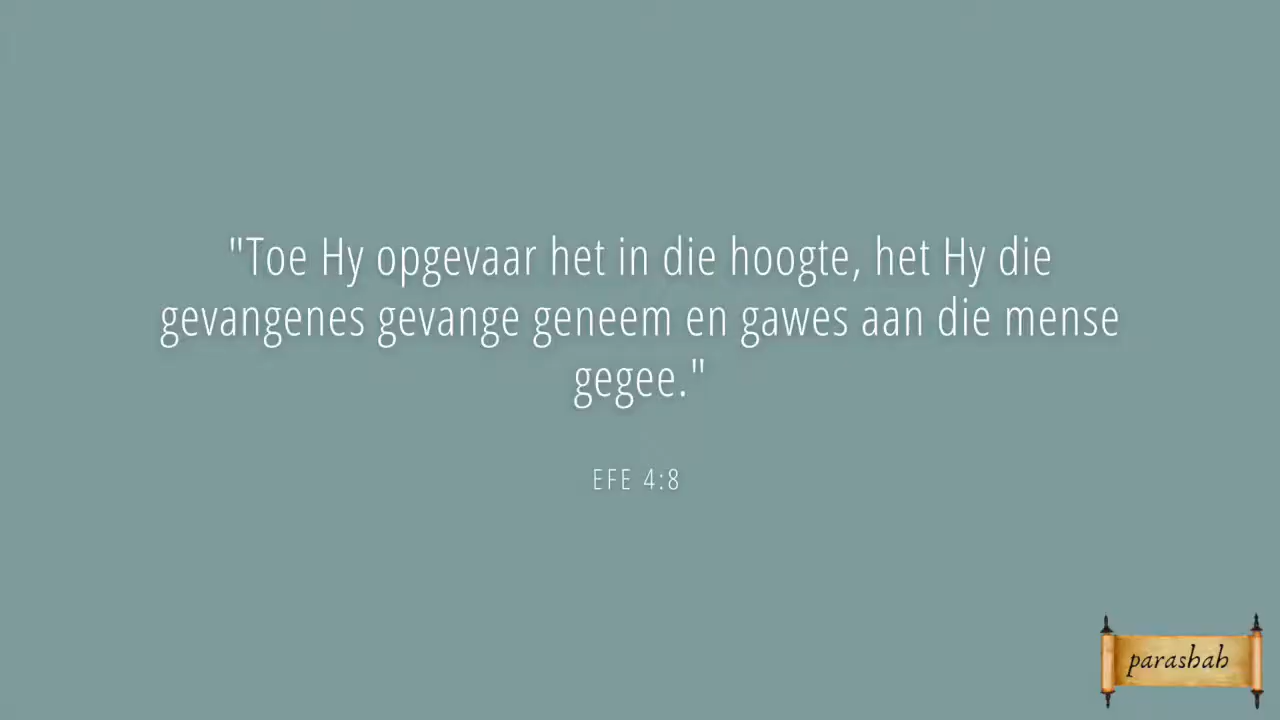 "Toe Hy opgevaar het in die hoogte, het Hy die
gevangenes gevange geneem en gawes aan die mense
gegee."
EFE 4:8
parashah